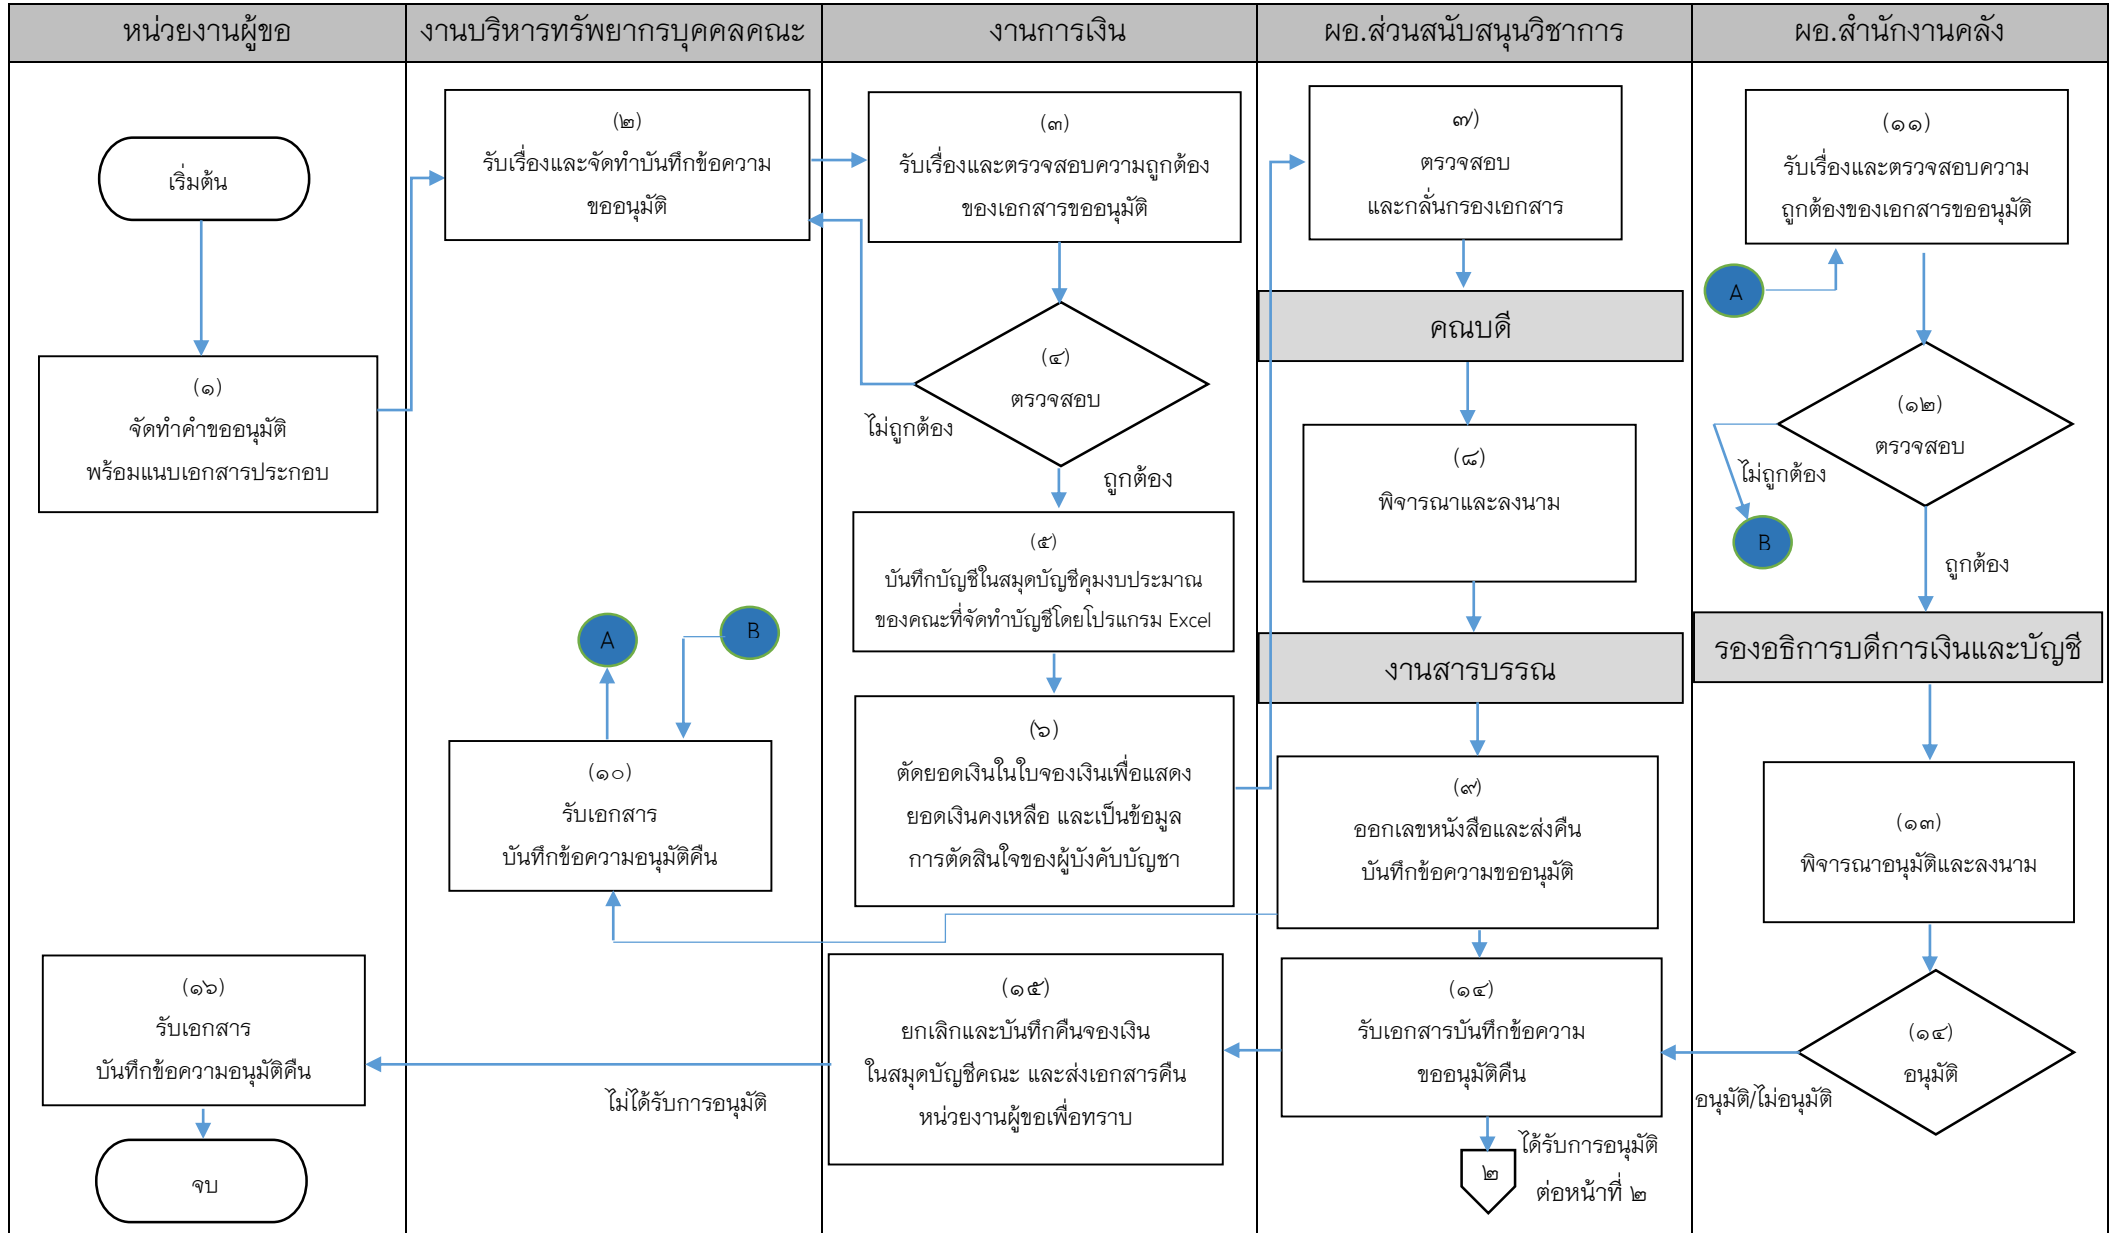 หน่วยงานผู้ขอ
งานบริหารทรัพยากรบุคคลคณะ
งานการเงิน
ผอ.ส่วนสนับสนุนวิชาการ
ผอ.สำนักงานคลัง
เริ่มต้น
(๑)
จัดทำคำขออนุมัติ
พร้อมแนบเอกสารประกอบ
(๒)
รับเรื่องและจัดทำบันทึกข้อความ
ขออนุมัติ
(๓)
รับเรื่องและตรวจสอบความถูกต้อง
ของเอกสารขออนุมัติ
(๔)
ตรวจสอบ
ไม่ถูกต้อง
ถูกต้อง
(๕)
บันทึกบัญชีในสมุดบัญชีคุมงบประมาณ
ของคณะที่จัดทำบัญชีโดยโปรแกรม Excel
(๖)
ตัดยอดเงินในใบจองเงินเพื่อแสดง
ยอดเงินคงเหลือ และเป็นข้อมูล
การตัดสินใจของผู้บังคับบัญชา
๗)
ตรวจสอบ
และกลั่นกรองเอกสาร
คณบดี
(๘)
พิจารณาและลงนาม
งานสารบรรณ
(๙)
ออกเลขหนังสือและส่งคืน
บันทึกข้อความขออนุมัติ
A
B
(๑๐)
รับเอกสาร
บันทึกข้อความอนุมัติคืน
(๑๑)
รับเรื่องและตรวจสอบความ
ถูกต้องของเอกสารขออนุมัติ
A
(๑๒)
ตรวจสอบ
ไม่ถูกต้อง
B
ถูกต้อง
รองอธิการบดีการเงินและบัญชี
(๑๓)
พิจารณาอนุมัติและลงนาม
(๑๔)
อนุมัติ
อนุมัติ/ไม่อนุมัติ
(๑๔)
รับเอกสารบันทึกข้อความ
ขออนุมัติคืน
ได้รับการอนุมัติ
๒
ต่อหน้าที่ ๒
(๑๕)
ยกเลิกและบันทึกคืนจองเงิน
ในสมุดบัญชีคณะ และส่งเอกสารคืน
หน่วยงานผู้ขอเพื่อทราบ
ไม่ได้รับการอนุมัติ
(๑๖)
รับเอกสาร
บันทึกข้อความอนุมัติคืน
จบ